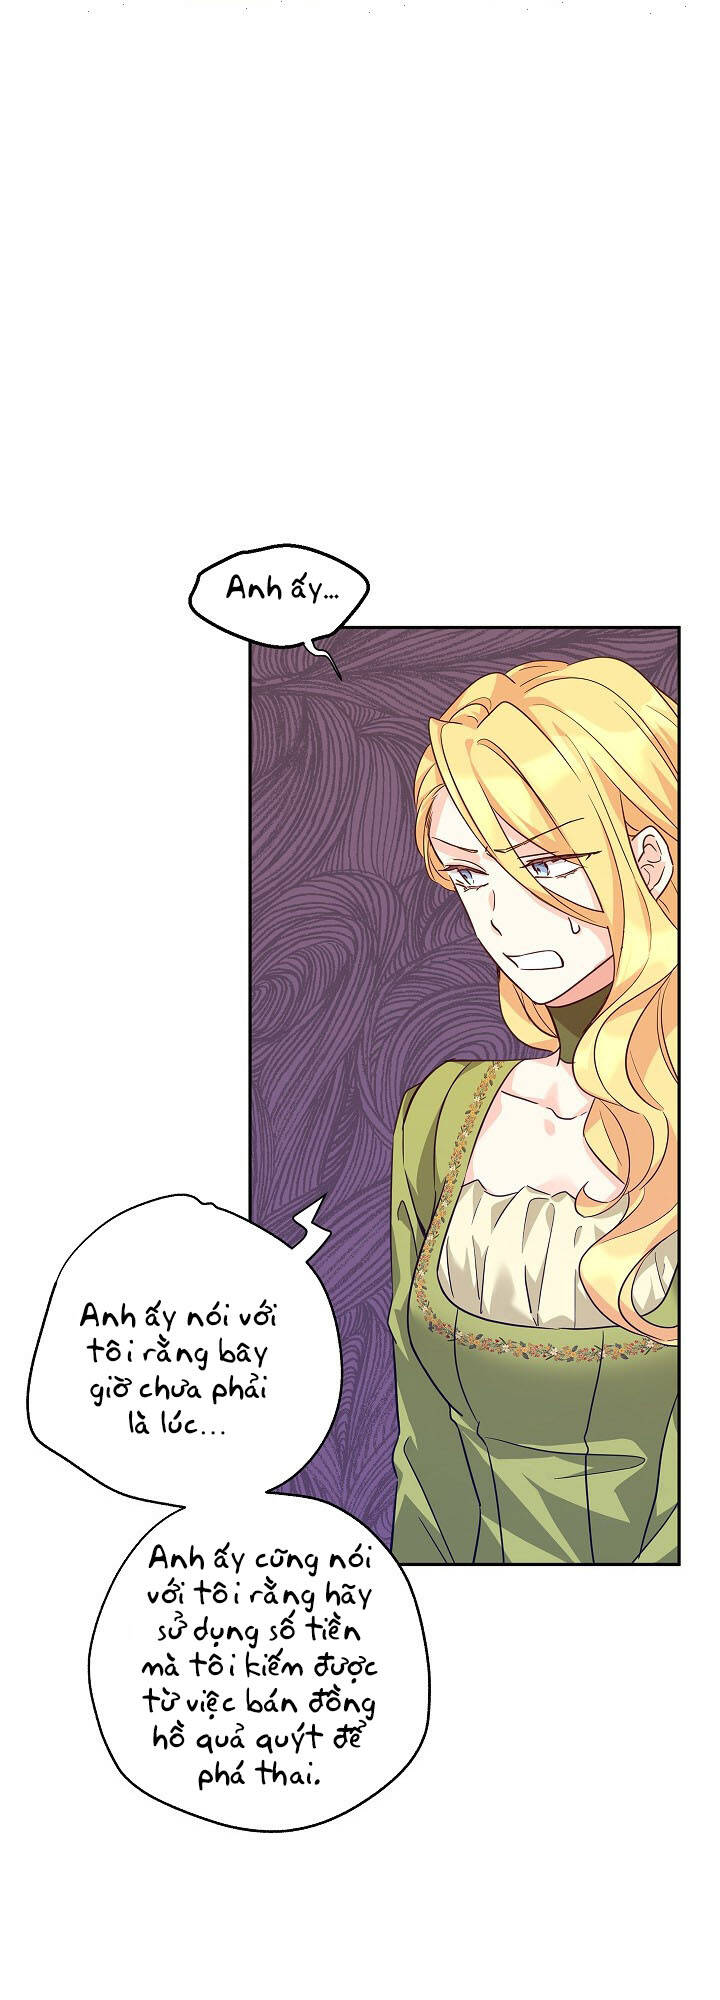 Anh ấy...
Anh ấy nói với
tôi rằng bây
giờ chưa phải
là lúc...
Anh ấy cũng nói
với tôi rằng hãy
sử dụng số tiền
mà tôi kiếm được
từ việc bán đồng
hồ quả quýt để
phá thai.